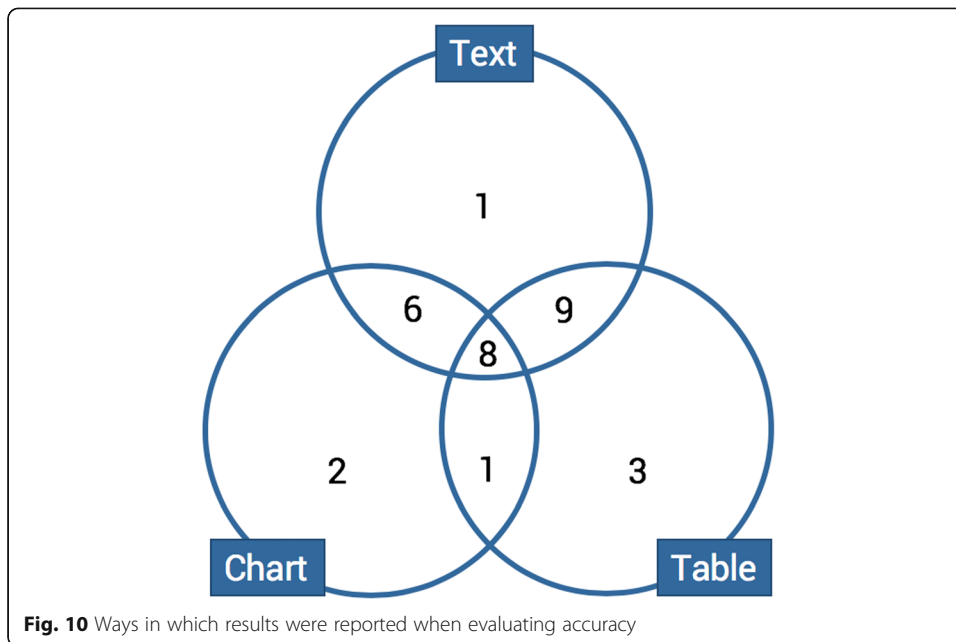 Text
1
6
9
8
2
1
3
Chart
Table
Fig. 10 Ways in which results were reported when evaluating accuracy